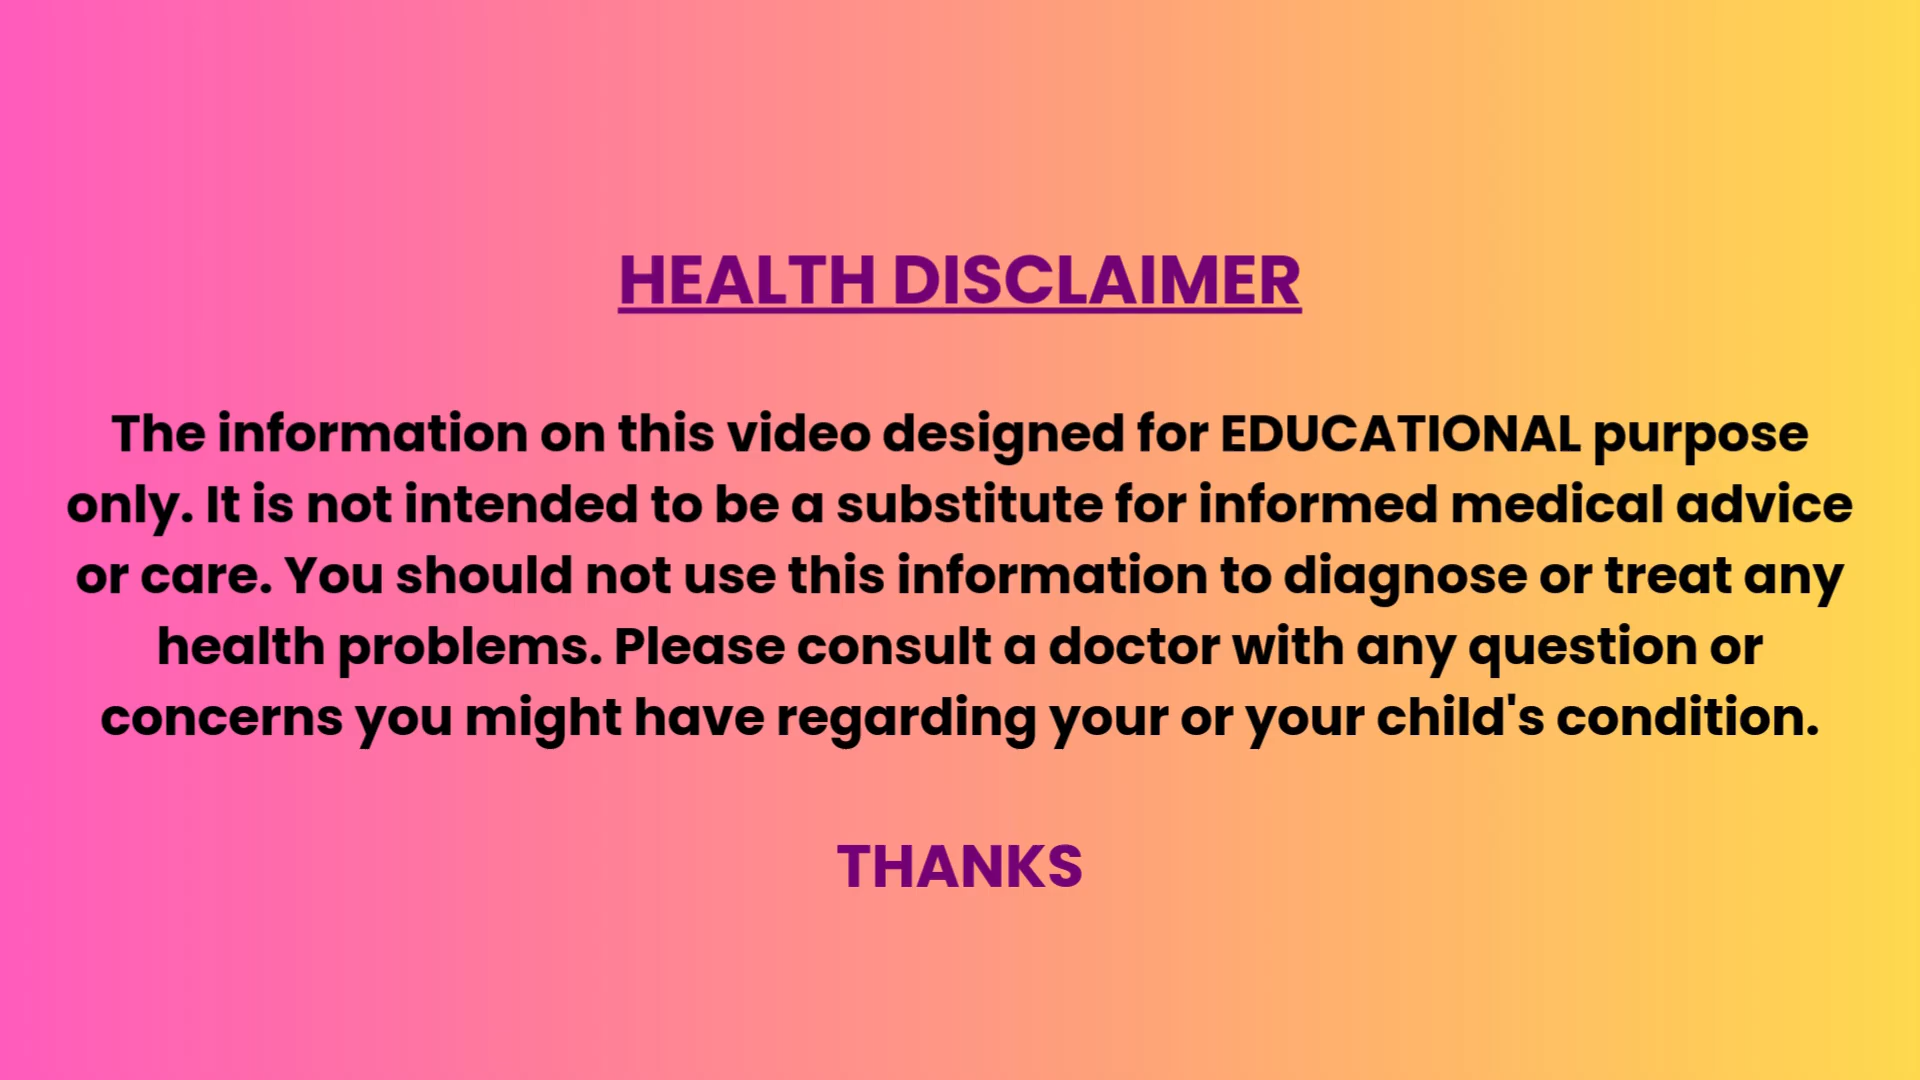 HEALTH DISCLAIMER
The information on this video designed for EDUCATIONAL purpose
only. It is not intended to be a substitute for informed medical advice
or care. You should not use this information to diagnose or treat any
health problems. Please consult a doctor with any question or
concerns you might have regarding your or your child's condition.
THANKS